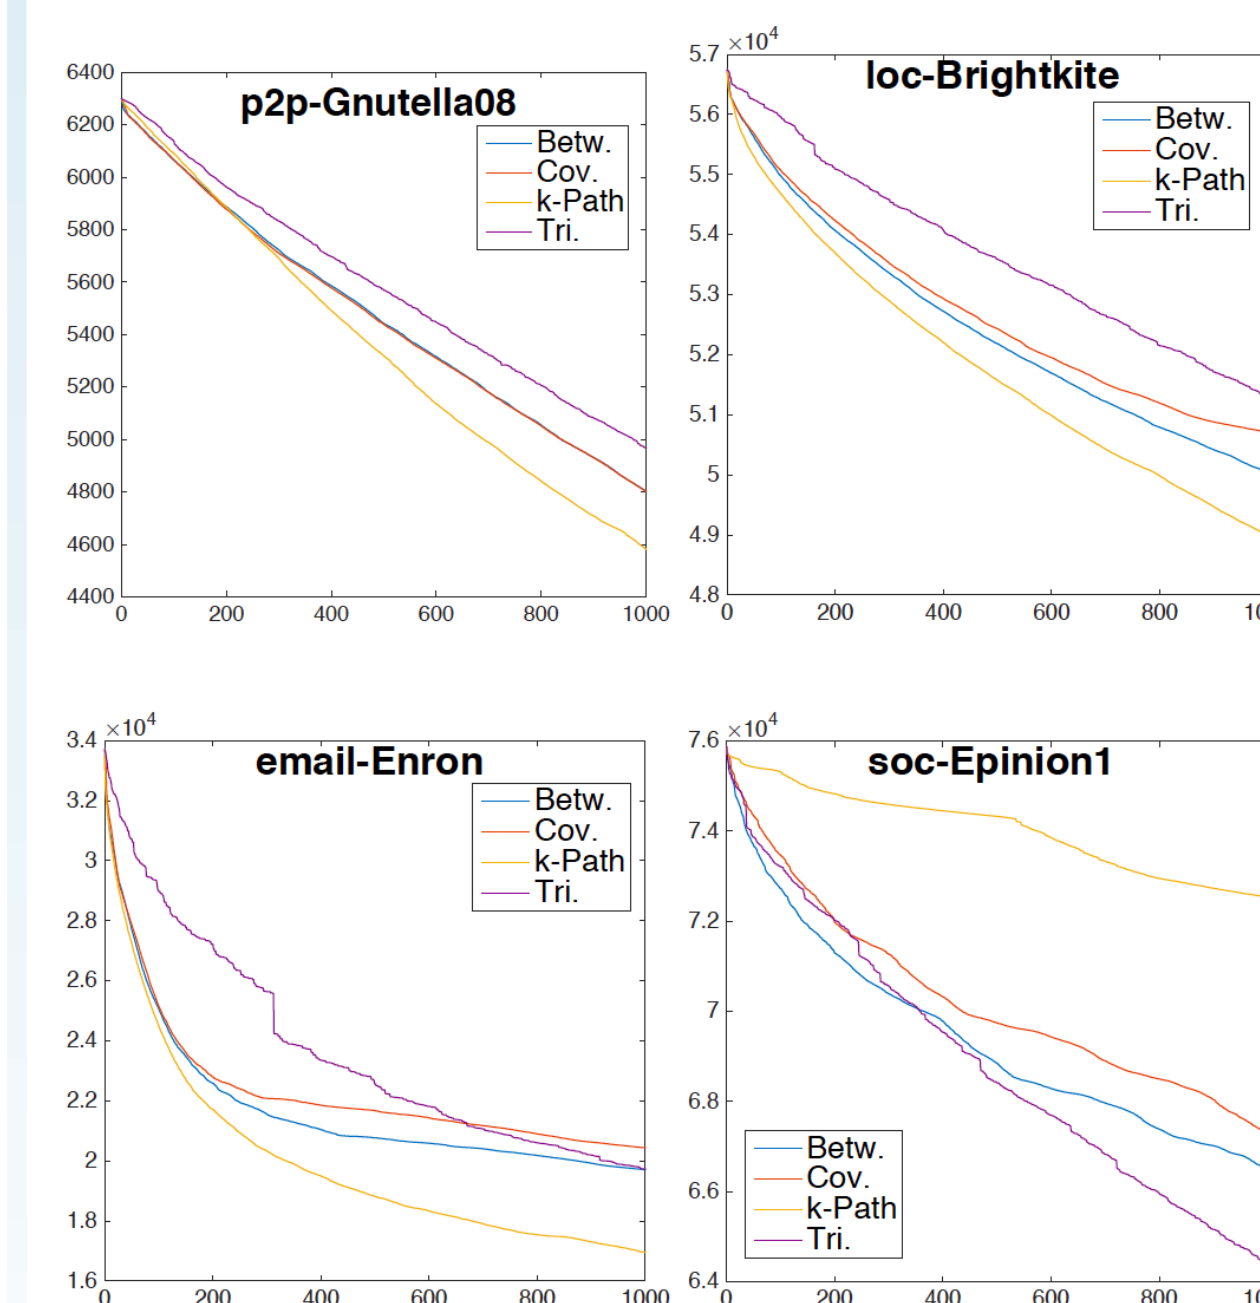 p2p-Gnutella08
6400
6200
6000
5800
5600
5400
5200
5000
4800
4600
4400
0 200 400 600 800 1000
Betw.
Cov.
k-Path
Tri.
×10⁴
loc-Brightkite
5.7
5.6
5.5
5.4
5.3
5.2
5.1
5
4.9
4.8
0 200 400 600 800 10
Betw.
Cov.
k-Path
Tri.
×10⁴
email-Enron
3.4
3.2
3
2.8
2.6
2.4
2.2
2
1.8
1.6
0 200 400 600 800 1000
Betw.
Cov.
k-Path
Tri.
×10⁴
soc-Epinion1
7.6
7.4
7.2
7
6.8
6.6
6.4
0 200 400 600 800 10
Betw.
Cov.
k-Path
Tri.